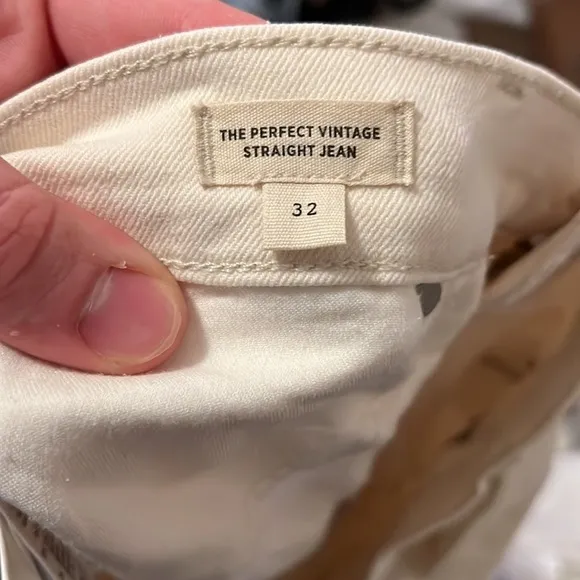 THE PERFECT VINTAGE
STRAIGHT JEAN
32